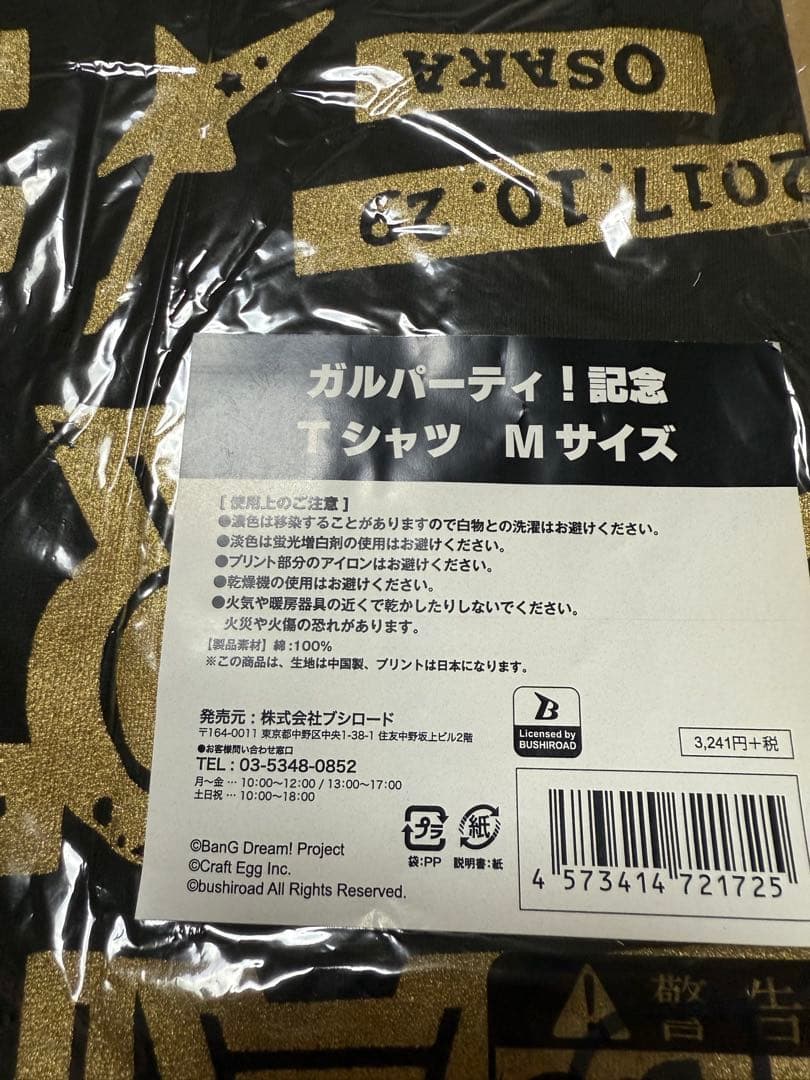 OSAKA
2017.10.29
ガルパーティ!記念
Tシャツ Mサイズ
[使用上のご注意]
●濃色は移染することがありますので白物との洗濯はお避けください。
●淡色は蛍光増白剤の使用はお避けください。
●プリント部分のアイロンはお避けください。
●乾燥機の使用はお避けください。
●火気や暖房器具の近くで乾かしたりしないでください。
火災や火傷の恐れがあります。
【製品素材】綿:100%
※この商品は、生地は中国製、プリントは日本になります。
発売元:株式会社ブシロード
〒164-0011 東京都中野区中央1-38-1 住友中野坂上ビル2階
●お客様問い合わせ窓口
TEL : 03-5348-0852
月~金 … 10:00~12:00 / 13:00~17:00
土日祝 … 10:00~18:00
B
Licensed by
BUSHIROAD
3,241円+税
プラ
袋:PP
紙
説明書:紙
©BanG Dream! Project
©Craft Egg Inc.
©bushiroad All Rights Reserved.
4 573414 721725
警告